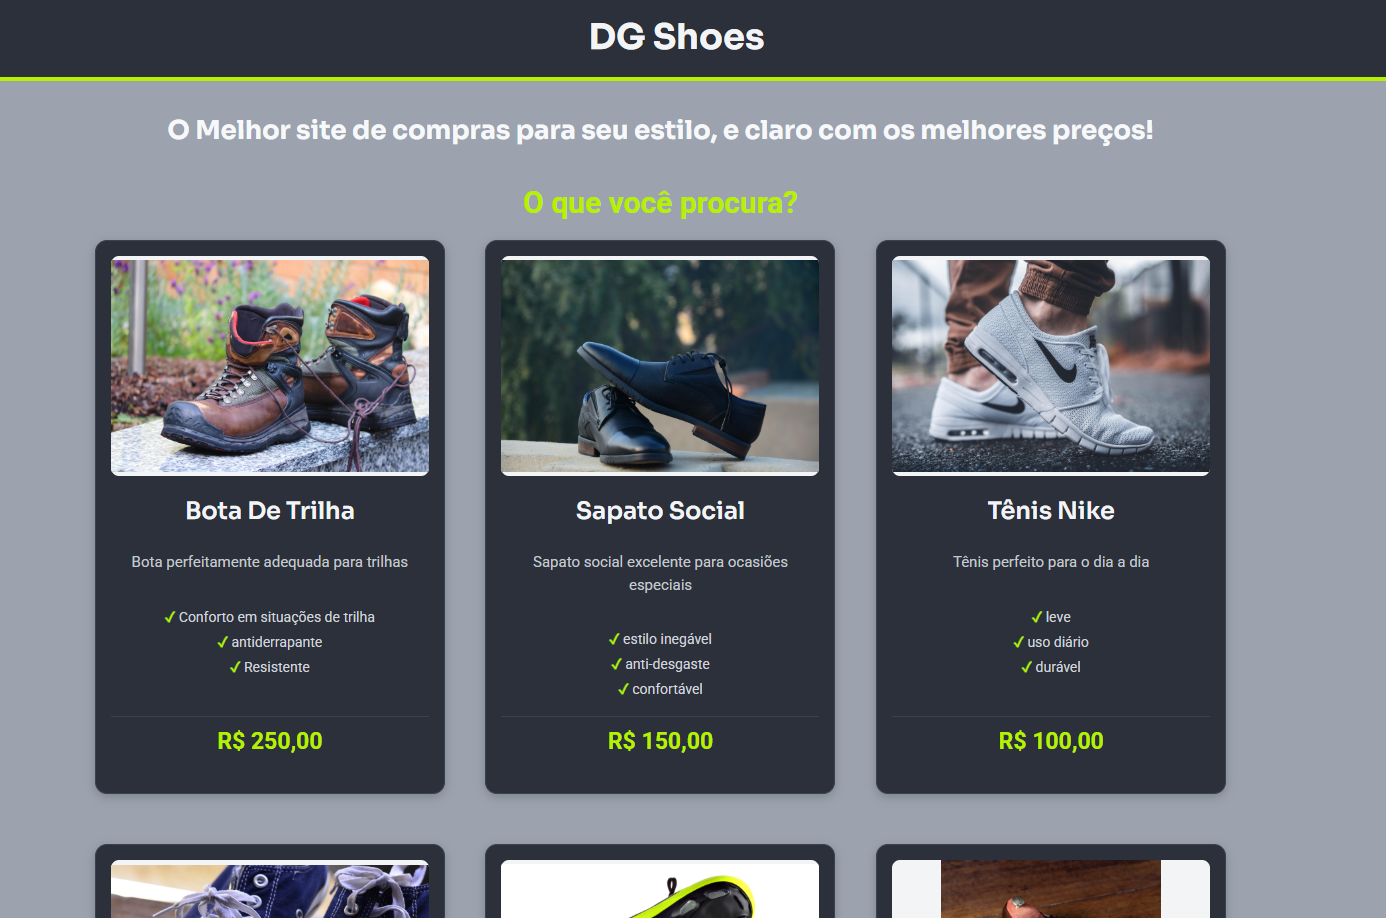 DG Shoes
O Melhor site de compras para seu estilo, e claro com os melhores preços!
O que você procura?
Bota De Trilha
Bota perfeitamente adequada para trilhas
✓ Conforto em situações de trilha
✓ antiderrapante
✓ Resistente
R$ 250,00
Sapato Social
Sapato social excelente para ocasiões
especiais
✓ estilo inegável
✓ anti-desgaste
✓ confortável
R$ 150,00
Tênis Nike
Tênis perfeito para o dia a dia
✓ leve
✓ uso diário
✓ durável
R$ 100,00